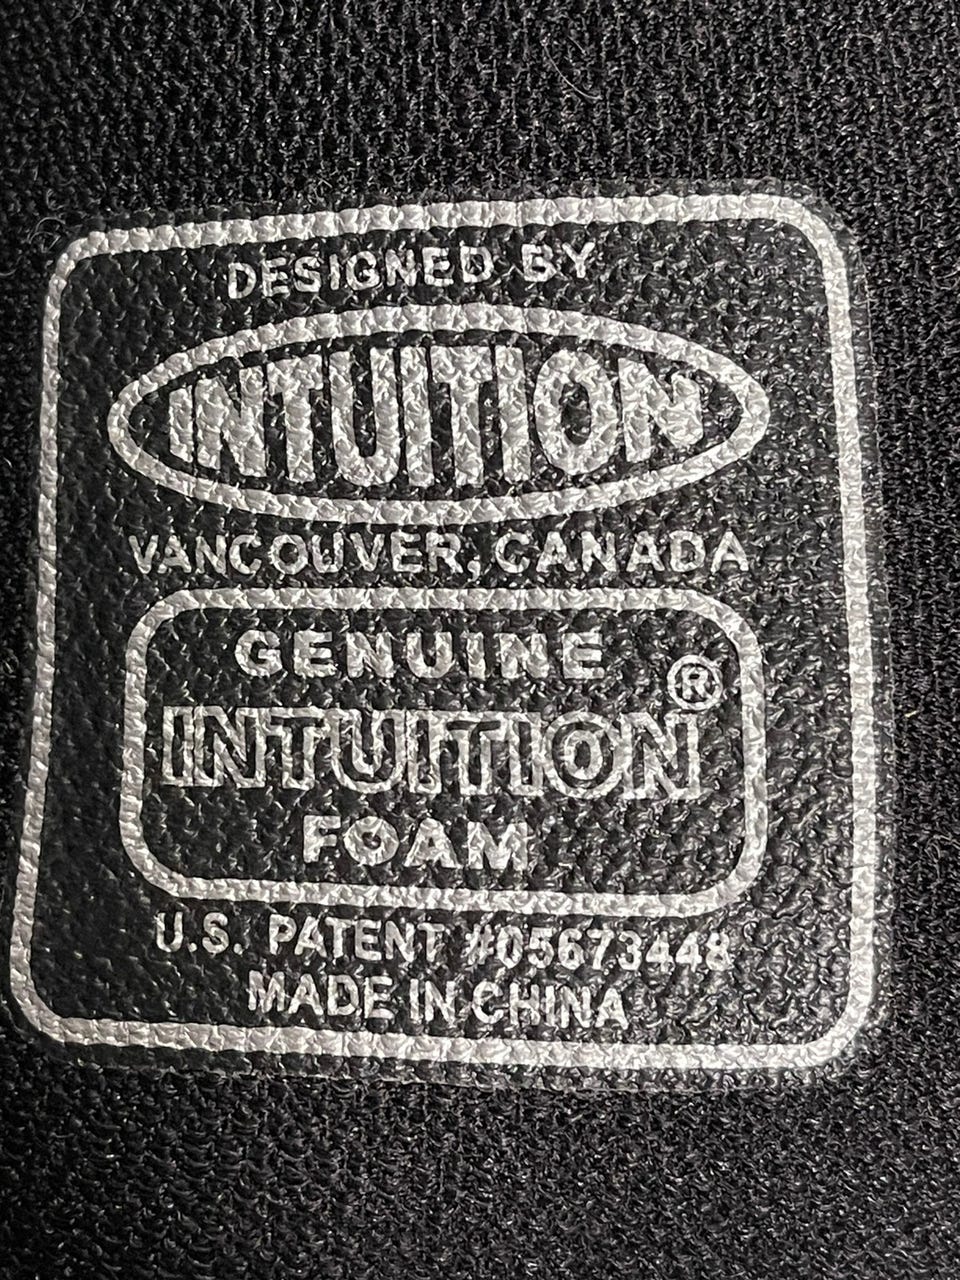 DESIGNED BY
INTUITION
VANCOUVER, CANADA
GENUINE
INTUITION®
FOAM
U.S. PATENT #05673448
MADE IN CHINA